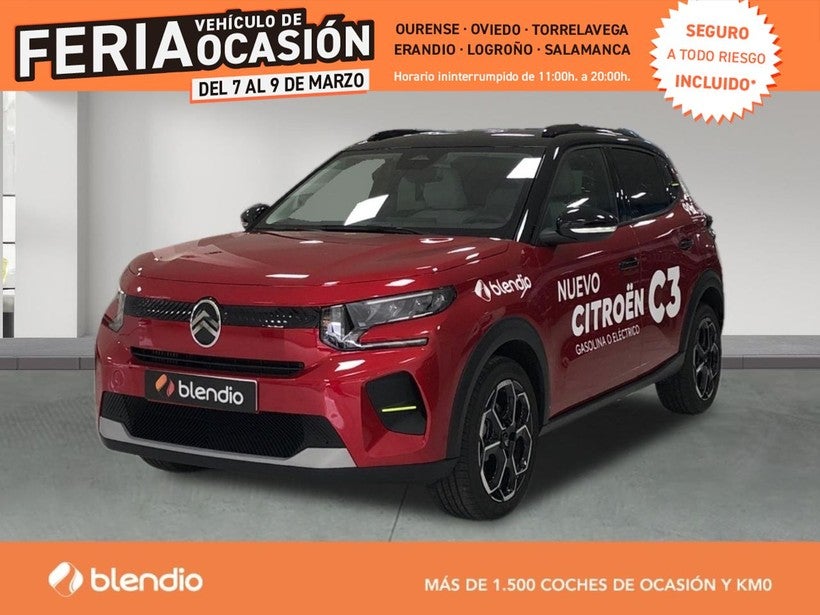 VEHÍCULO DE
FERIA OCASIÓN
DEL 7 AL 9 DE MARZO
OURENSE · OVIEDO · TORRELAVEGA
ERANDIO · LOGROÑO · SALAMANCA
Horario ininterrumpido de 11:00h. a 20:00h.
SEGURO
A TODO RIESGO
INCLUIDO*
blendio
NUEVO
CITROËN C3
GASOLINA O ELÉCTRICO
blendio
blendio
MÁS DE 1.500 COCHES DE OCASIÓN Y KM0